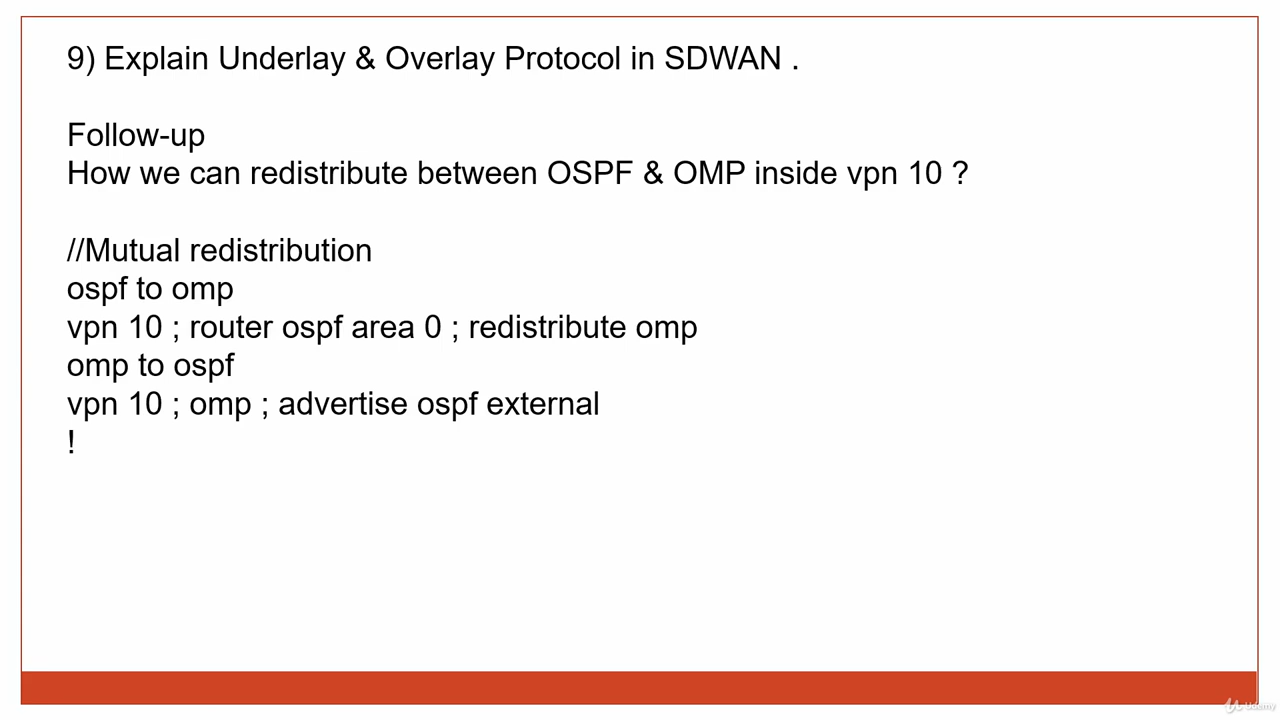 9) Explain Underlay & Overlay Protocol in SDWAN .
Follow-up
How we can redistribute between OSPF & OMP inside vpn 10 ?
//Mutual redistribution
ospf to omp
vpn 10 ; router ospf area 0 ; redistribute omp
omp to ospf
vpn 10 ; omp ; advertise ospf external
!
Udemy